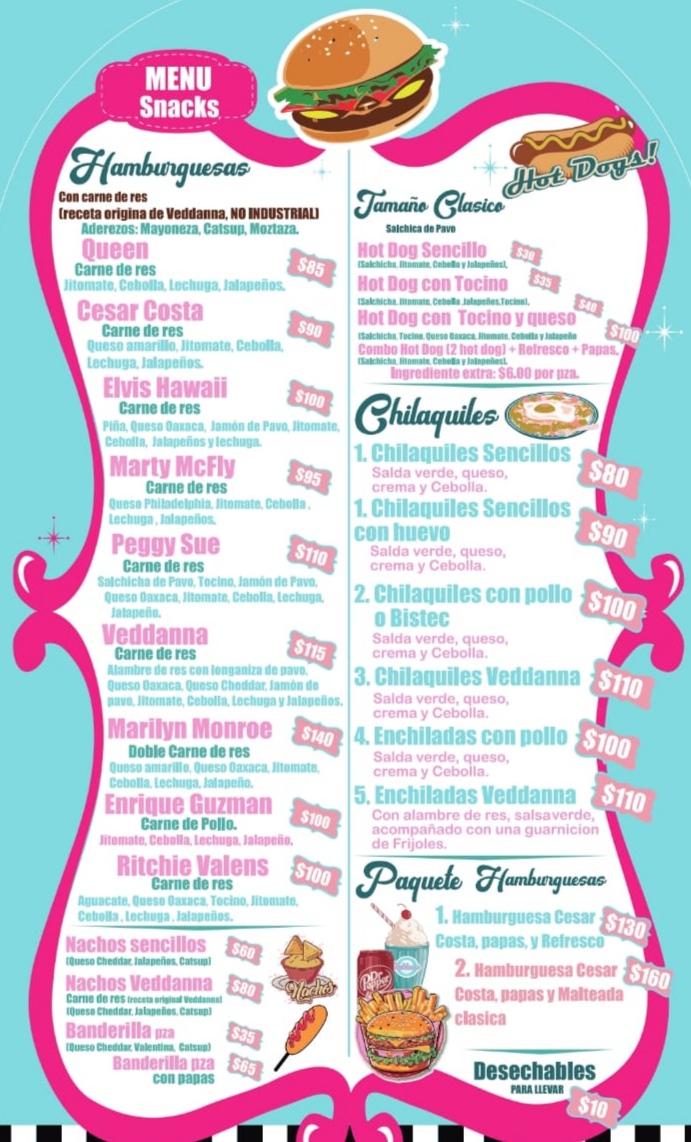 MENU
Snacks
Hamburguesas
Con carne de res
(receta origina de Veddanna, NO INDUSTRIAL)
Aderezos: Mayoneza, Catsup, Moztaza.
Queen
$85
Carne de res
Jitomate, Cebolla, Lechuga, Jalapeños.
Cesar Costa
$90
Carne de res
Queso amarillo, Jitomate, Cebolla,
Lechuga, Jalapeños.
Elvis Hawaii
$100
Carne de res
Piña, Queso Oaxaca, Jamón de Pavo, Jitomate,
Cebolla, Jalapeños y lechuga.
Marty McFly
$95
Carne de res
Queso Philadelphia, Jitomate, Cebolla ,
Lechuga , Jalapeños.
Peggy Sue
$110
Carne de res
Salchicha de Pavo, Tocino, Jamón de Pavo,
Queso Oaxaca, Jitomate, Cebolla, Lechuga,
Jalapeño.
Veddanna
$115
Carne de res
Alambre de res con longaniza de pavo,
Queso Oaxaca, Queso Choddar, Jamón de
pavo, Jitomate, Cebolla, Lechuga y Jalapeños.
Marilyn Monroe
$140
Doble Carne de res
Queso amarillo, Queso Oaxaca, Jitomate,
Cebolla, Lechuga, Jalapeño.
Enrique Guzman
$100
Carne de Pollo.
Jitomate, Cebolla, Lechuga, Jalapeño.
Ritchie Valens
$100
Carne de res
Aguacate, Queso Oaxaca, Tocino, Jitomate,
Cebolla , Lechuga , Jalapeños.
Nachos sencillos
$60
(Queso Cheddar, Jalapeños, Catsup)
Nachos Veddanna
$80
Carne de res (receta original Veddanna)
(Queso Cheddar, Jalapeños, Catsup)
Nachos
Banderilla pza
$35
(Queso Cheddar, Valentina, Catsup)
Banderilla pza
con papas
$65
Hot Dogs!
Tamaño Clasico
Salchica de Pavo
Hot Dog Sencillo
$30
(Salchicha, Jitomate, Cebolla y Jalapeños),
Hot Dog con Tocino
$35
(Salchicha, Jitomate, Cebolla ,Jalapeños,Tocino),
$40
Hot Dog con Tocino y queso
(Salchicha, Tocino, Queso Oaxaca, Jitomate, Cebolla y Jalapeño
$100
Combo Hot Dog (2 hot dog) + Refresco + Papas.
(Salchicha, Jitomate, Cebolla y Jalapeños),
Ingrediente extra: $6.00 por pza.
Chilaquiles
1. Chilaquiles Sencillos
$80
Salda verde, queso,
crema y Cebolla.
1. Chilaquiles Sencillos
con huevo
$90
Salda verde, queso,
crema y Cebolla.
2. Chilaquiles con pollo
o Bistec
$100
Salda verde, queso,
crema y Cebolla.
3. Chilaquiles Veddanna
$110
Salda verde, queso,
crema y Cebolla.
4. Enchiladas con pollo
$100
Salda verde, queso,
crema y Cebolla.
5. Enchiladas Veddanna
$110
Con alambre de res, salsaverde,
acompañado con una guarnicion
de Frijoles.
Paquete Hamburguesas
1. Hamburguesa Cesar
Costa, papas, y Refresco
$130
2. Hamburguesa Cesar
Costa, papas y Malteada
clasica
$160
Dr Pepper
Desechables
PARA LLEVAR
$10